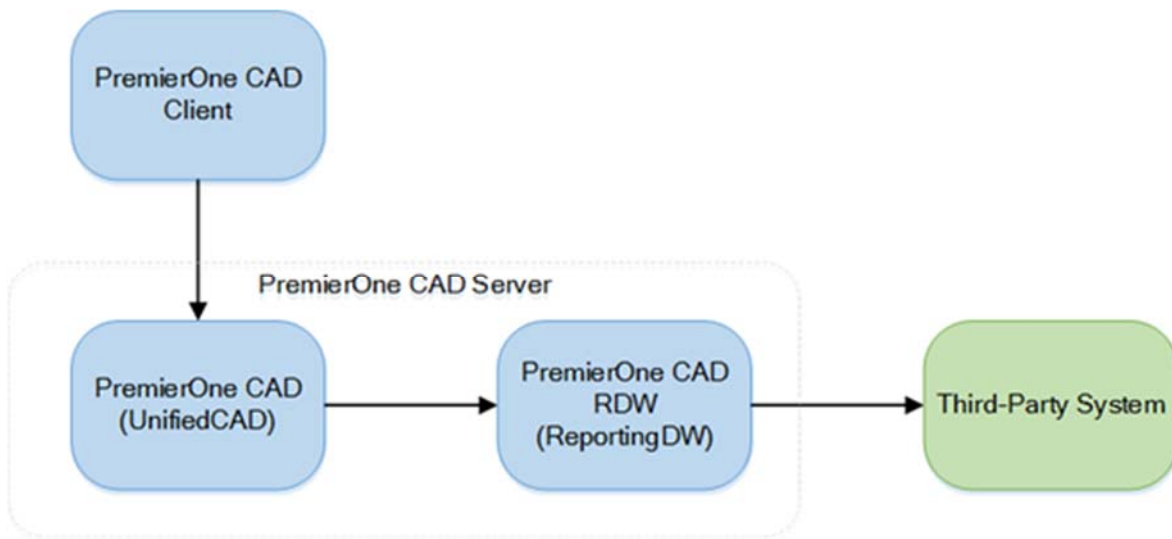 PremierOne CAD
Client
PremierOne CAD Server
PremierOne CAD
(UnifiedCAD)
PremierOne CAD
RDW
(ReportingDW)
Third-Party System